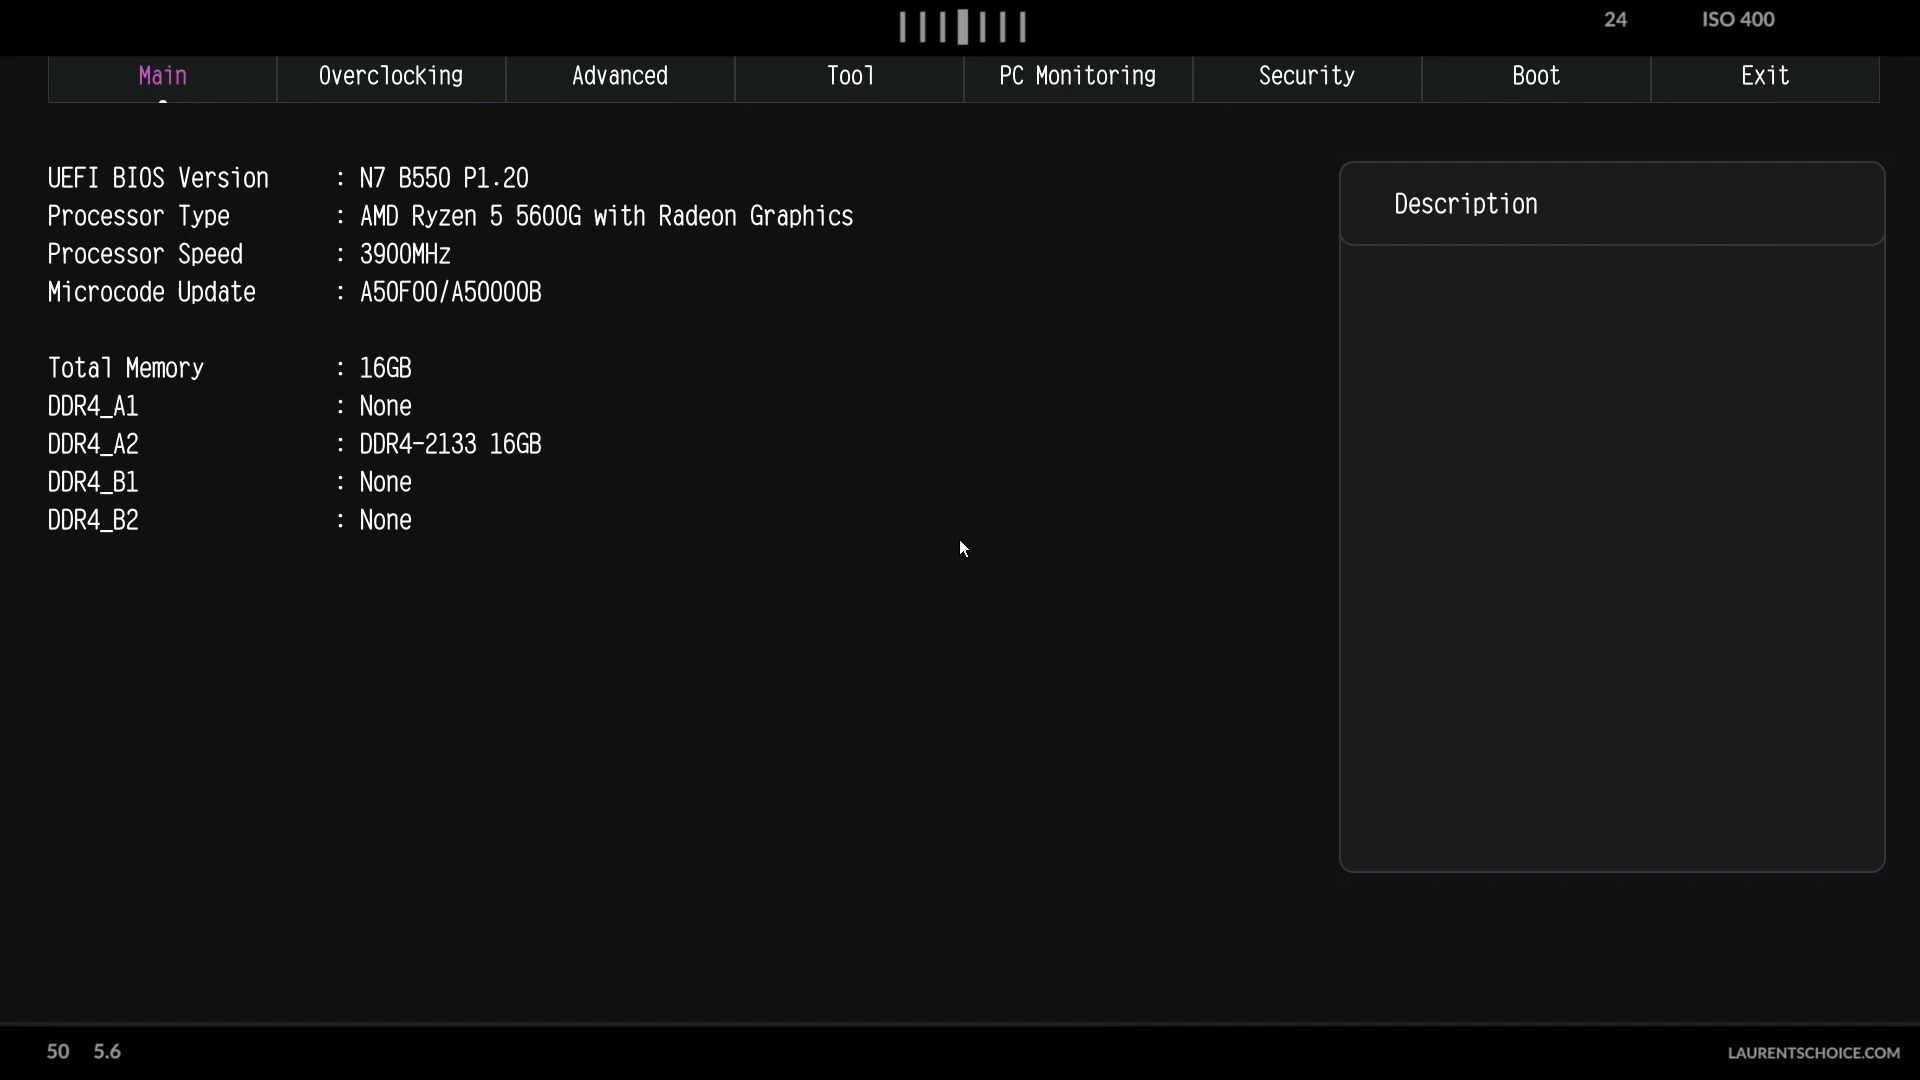 24 ISO 400
Main Overclocking Advanced Tool PC Monitoring Security Boot Exit
UEFI BIOS Version : N7 B550 P1.20
Processor Type : AMD Ryzen 5 5600G with Radeon Graphics
Processor Speed : 3900MHz
Microcode Update : A50F00/A50000B
Total Memory : 16GB
DDR4_A1 : None
DDR4_A2 : DDR4-2133 16GB
DDR4_B1 : None
DDR4_B2 : None
Description
50 5.6
LAURENTSCHOICE.COM